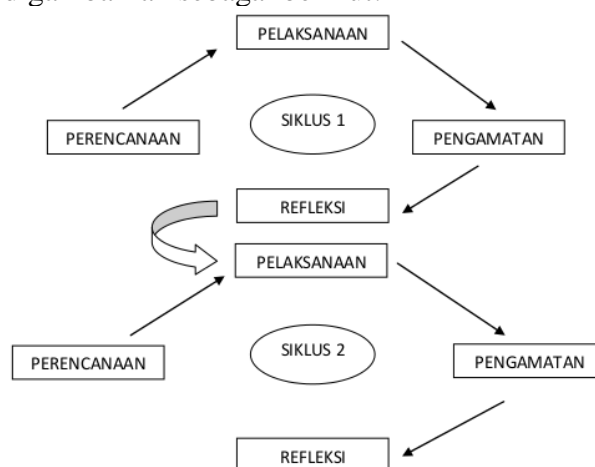 PELAKSANAAN
SIKLUS 1
PERENCANAAN
PENGAMATAN
REFLEKSI
PELAKSANAAN
SIKLUS 2
PERENCANAAN
PENGAMATAN
REFLEKSI